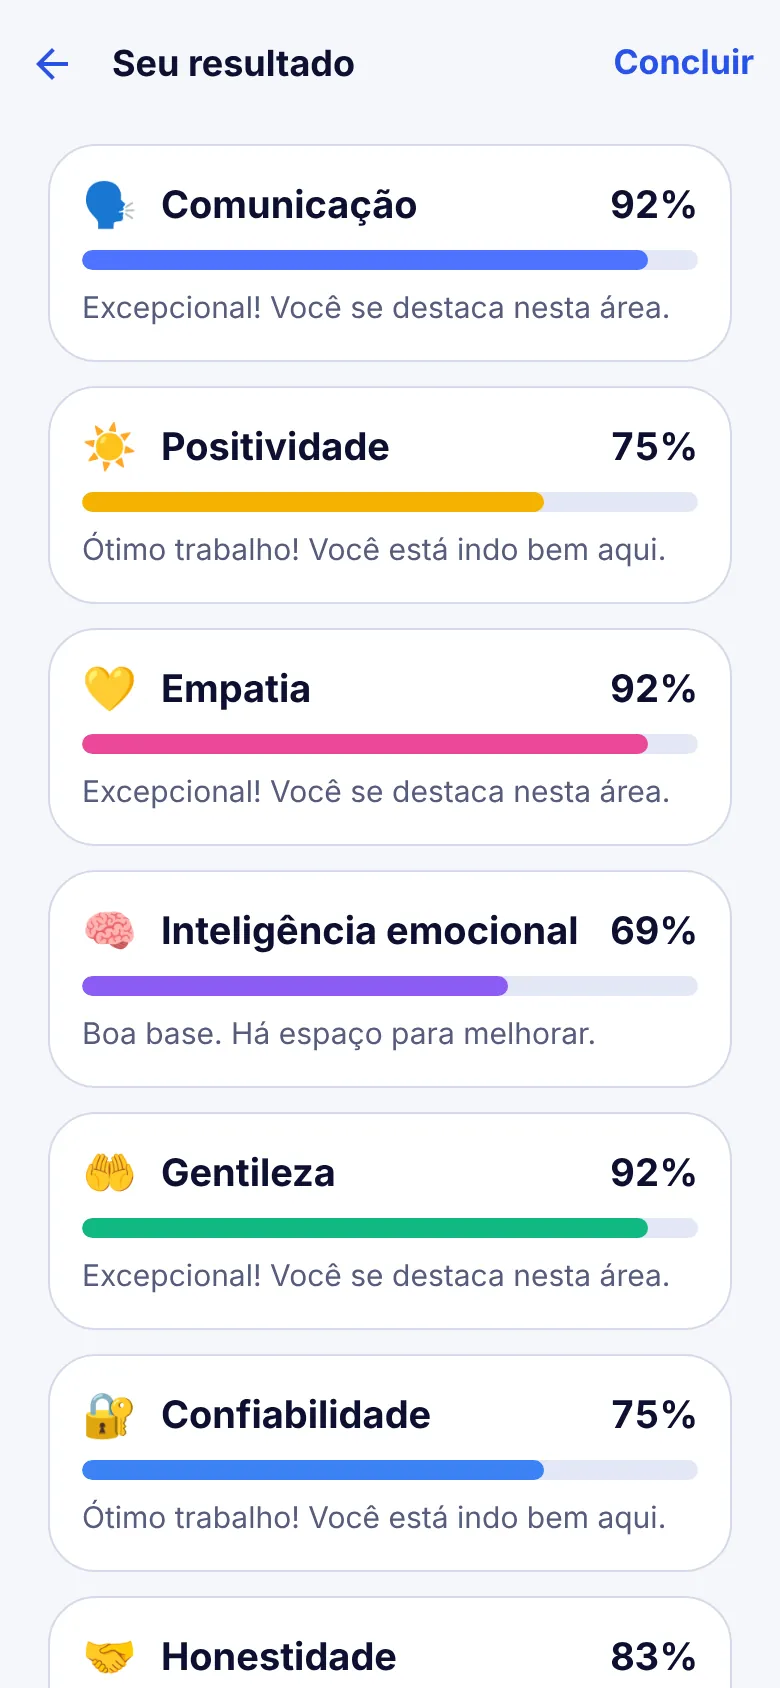 Seu resultado
Concluir
Comunicação 92%
Excepcional! Você se destaca nesta área.
Positividade 75%
Ótimo trabalho! Você está indo bem aqui.
Empatia 92%
Excepcional! Você se destaca nesta área.
Inteligência emocional 69%
Boa base. Há espaço para melhorar.
Gentileza 92%
Excepcional! Você se destaca nesta área.
Confiabilidade 75%
Ótimo trabalho! Você está indo bem aqui.
Honestidade 83%